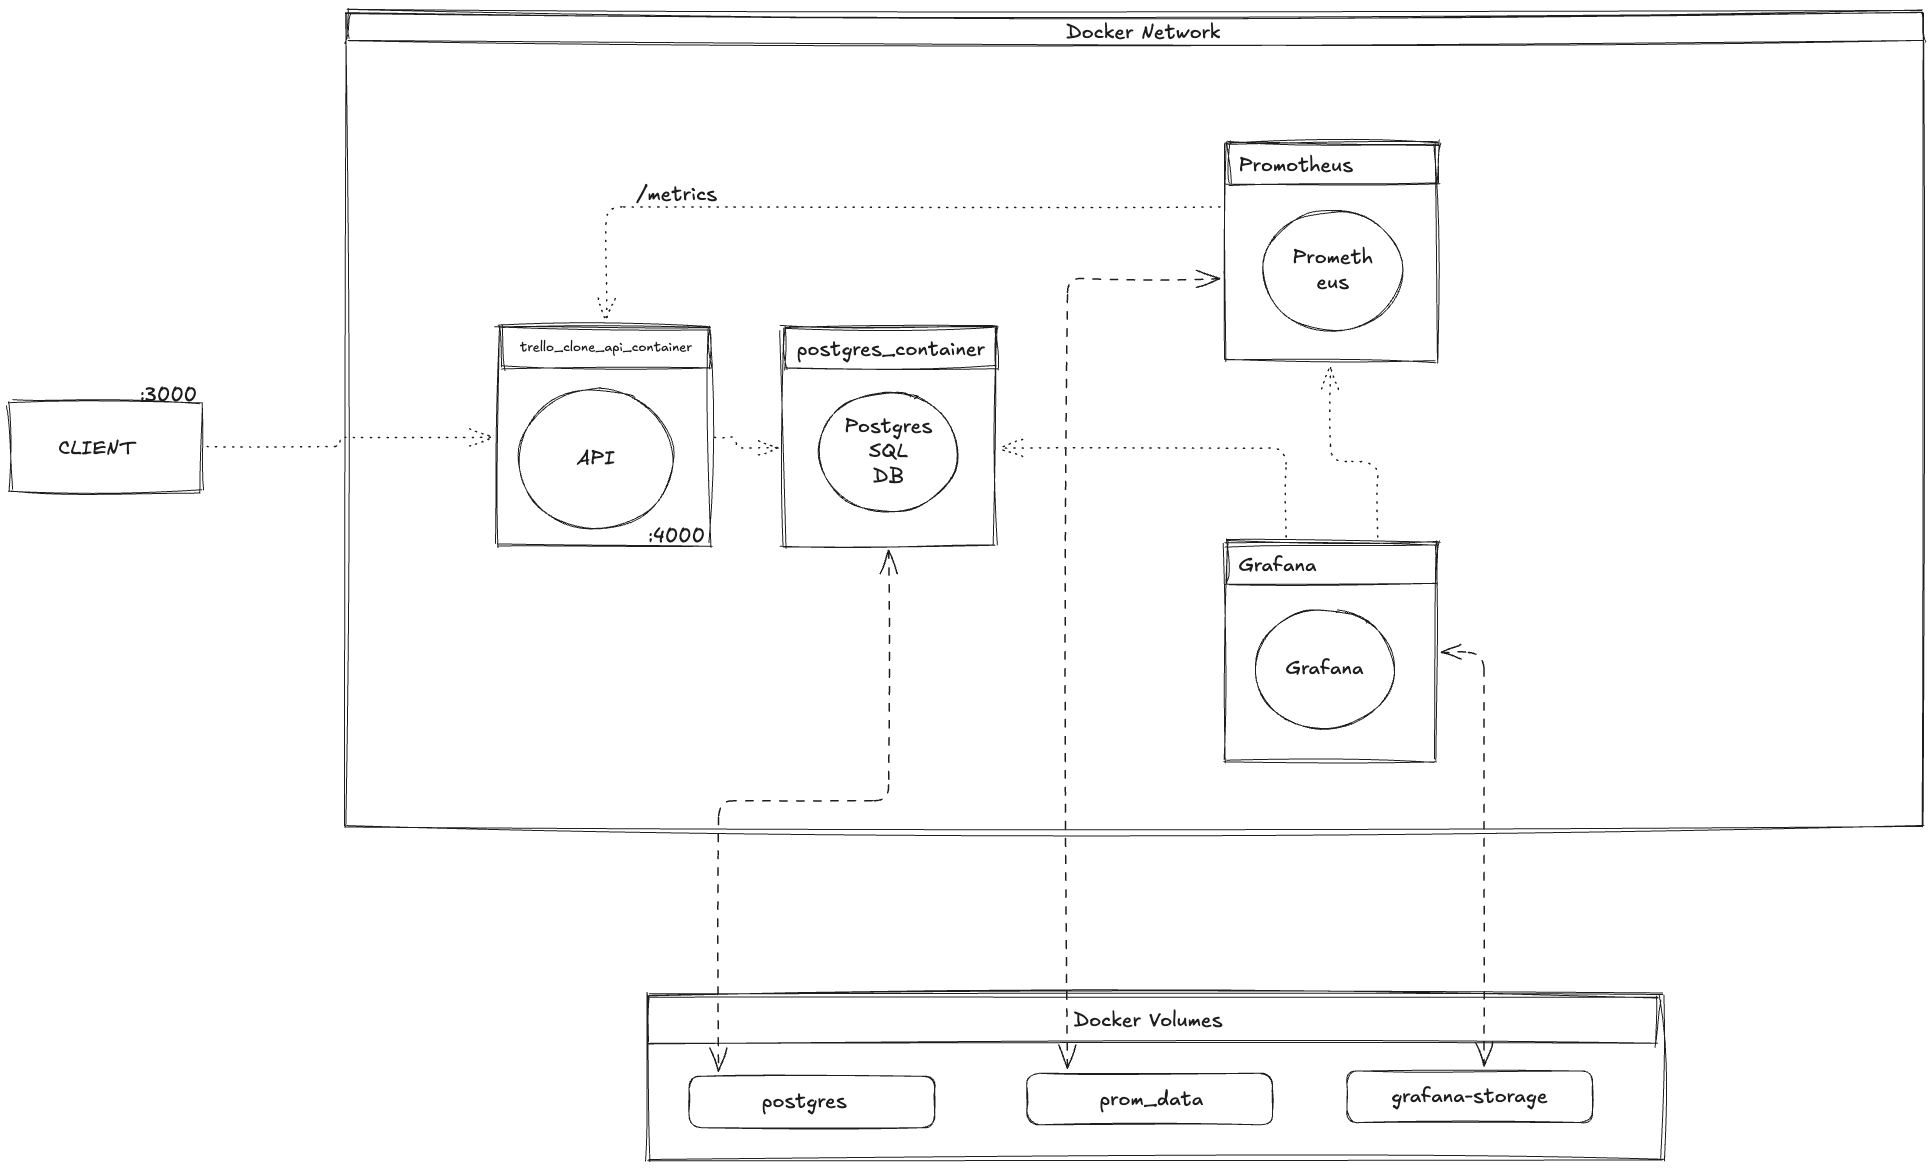 Docker Network
Promotheus
/metrics
Prometh
eus
trello_clone_api_container
postgres_container
:3000
CLIENT
API
Postgres
SQL
DB
:4000
Grafana
Grafana
Docker Volumes
postgres
prom_data
grafana-storage